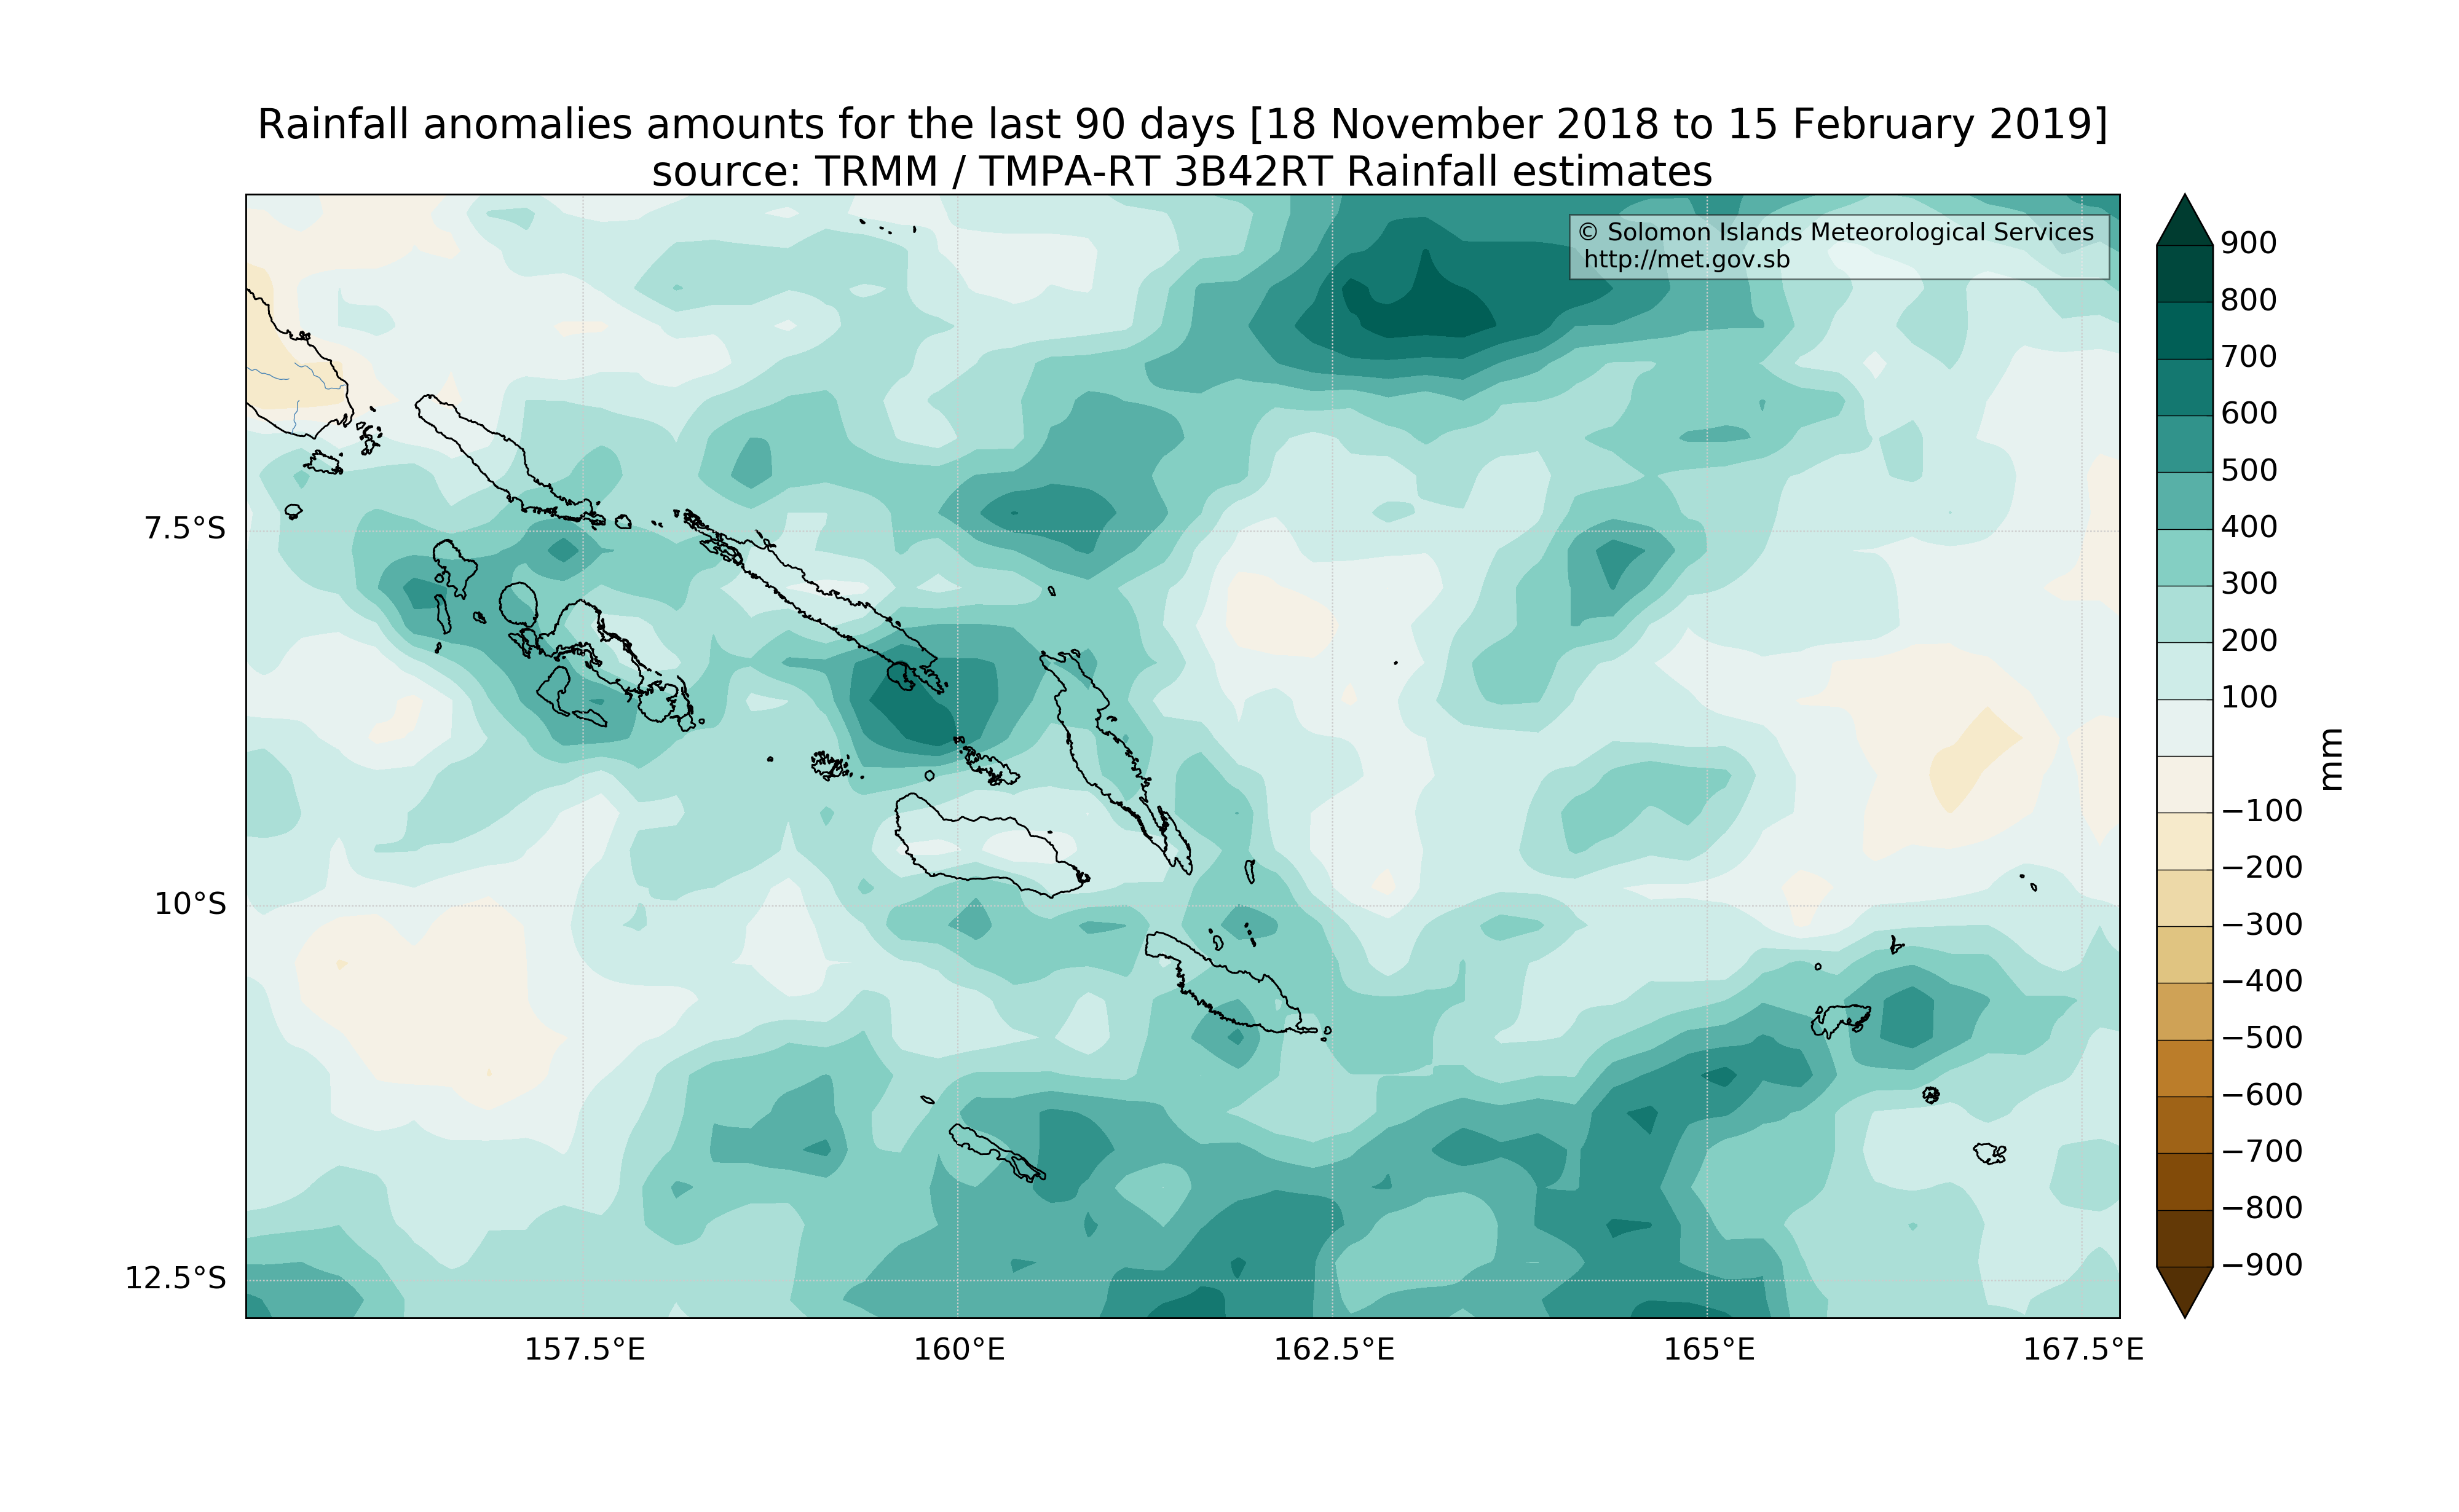 Rainfall anomalies amounts for the last 90 days [18 November 2018 to 15 February 2019]
source: TRMM / TMPA-RT 3B42RT Rainfall estimates
© Solomon Islands Meteorological Services
http://met.gov.sb
7.5°S
10°S
12.5°S
157.5°E
160°E
162.5°E
165°E
167.5°E
900
800
700
600
500
400
300
200
100
−100
−200
−300
−400
−500
−600
−700
−800
−900
mm